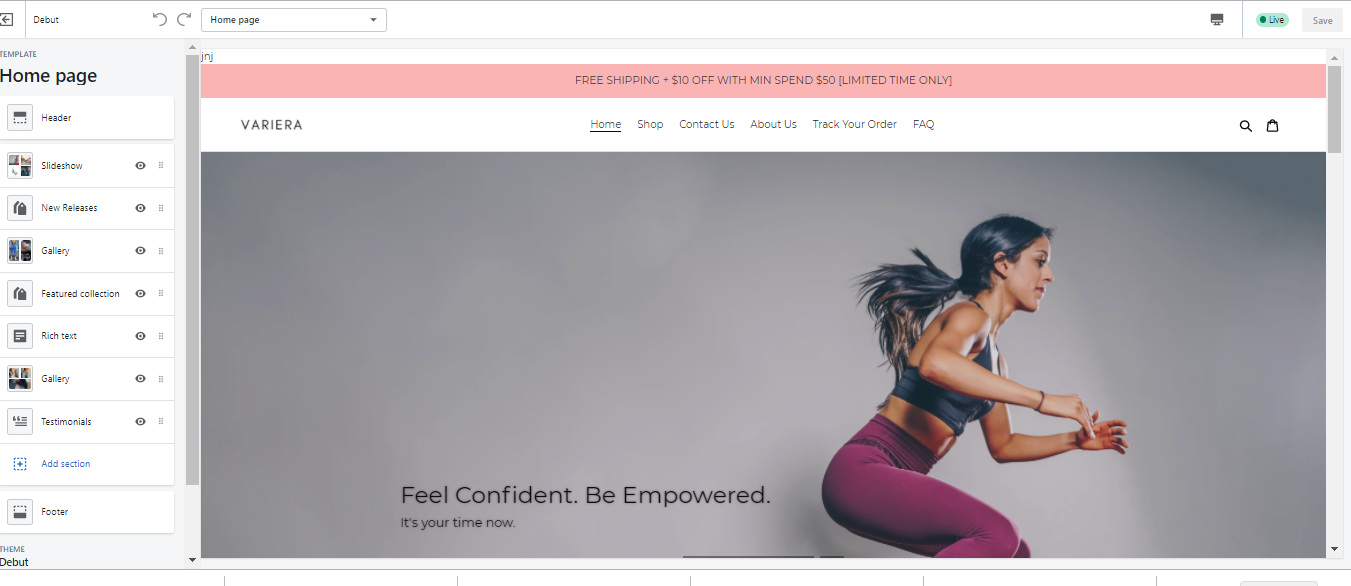 Debut
Home page
Live
Save
TEMPLATE
Home page
Header
Slideshow
New Releases
Gallery
Featured collection
Rich text
Gallery
Testimonials
Add section
Footer
THEME
Debut
jnj
FREE SHIPPING + $10 OFF WITH MIN SPEND $50 [LIMITED TIME ONLY]
VARIERA
Home Shop Contact Us About Us Track Your Order FAQ
Feel Confident. Be Empowered.
It's your time now.